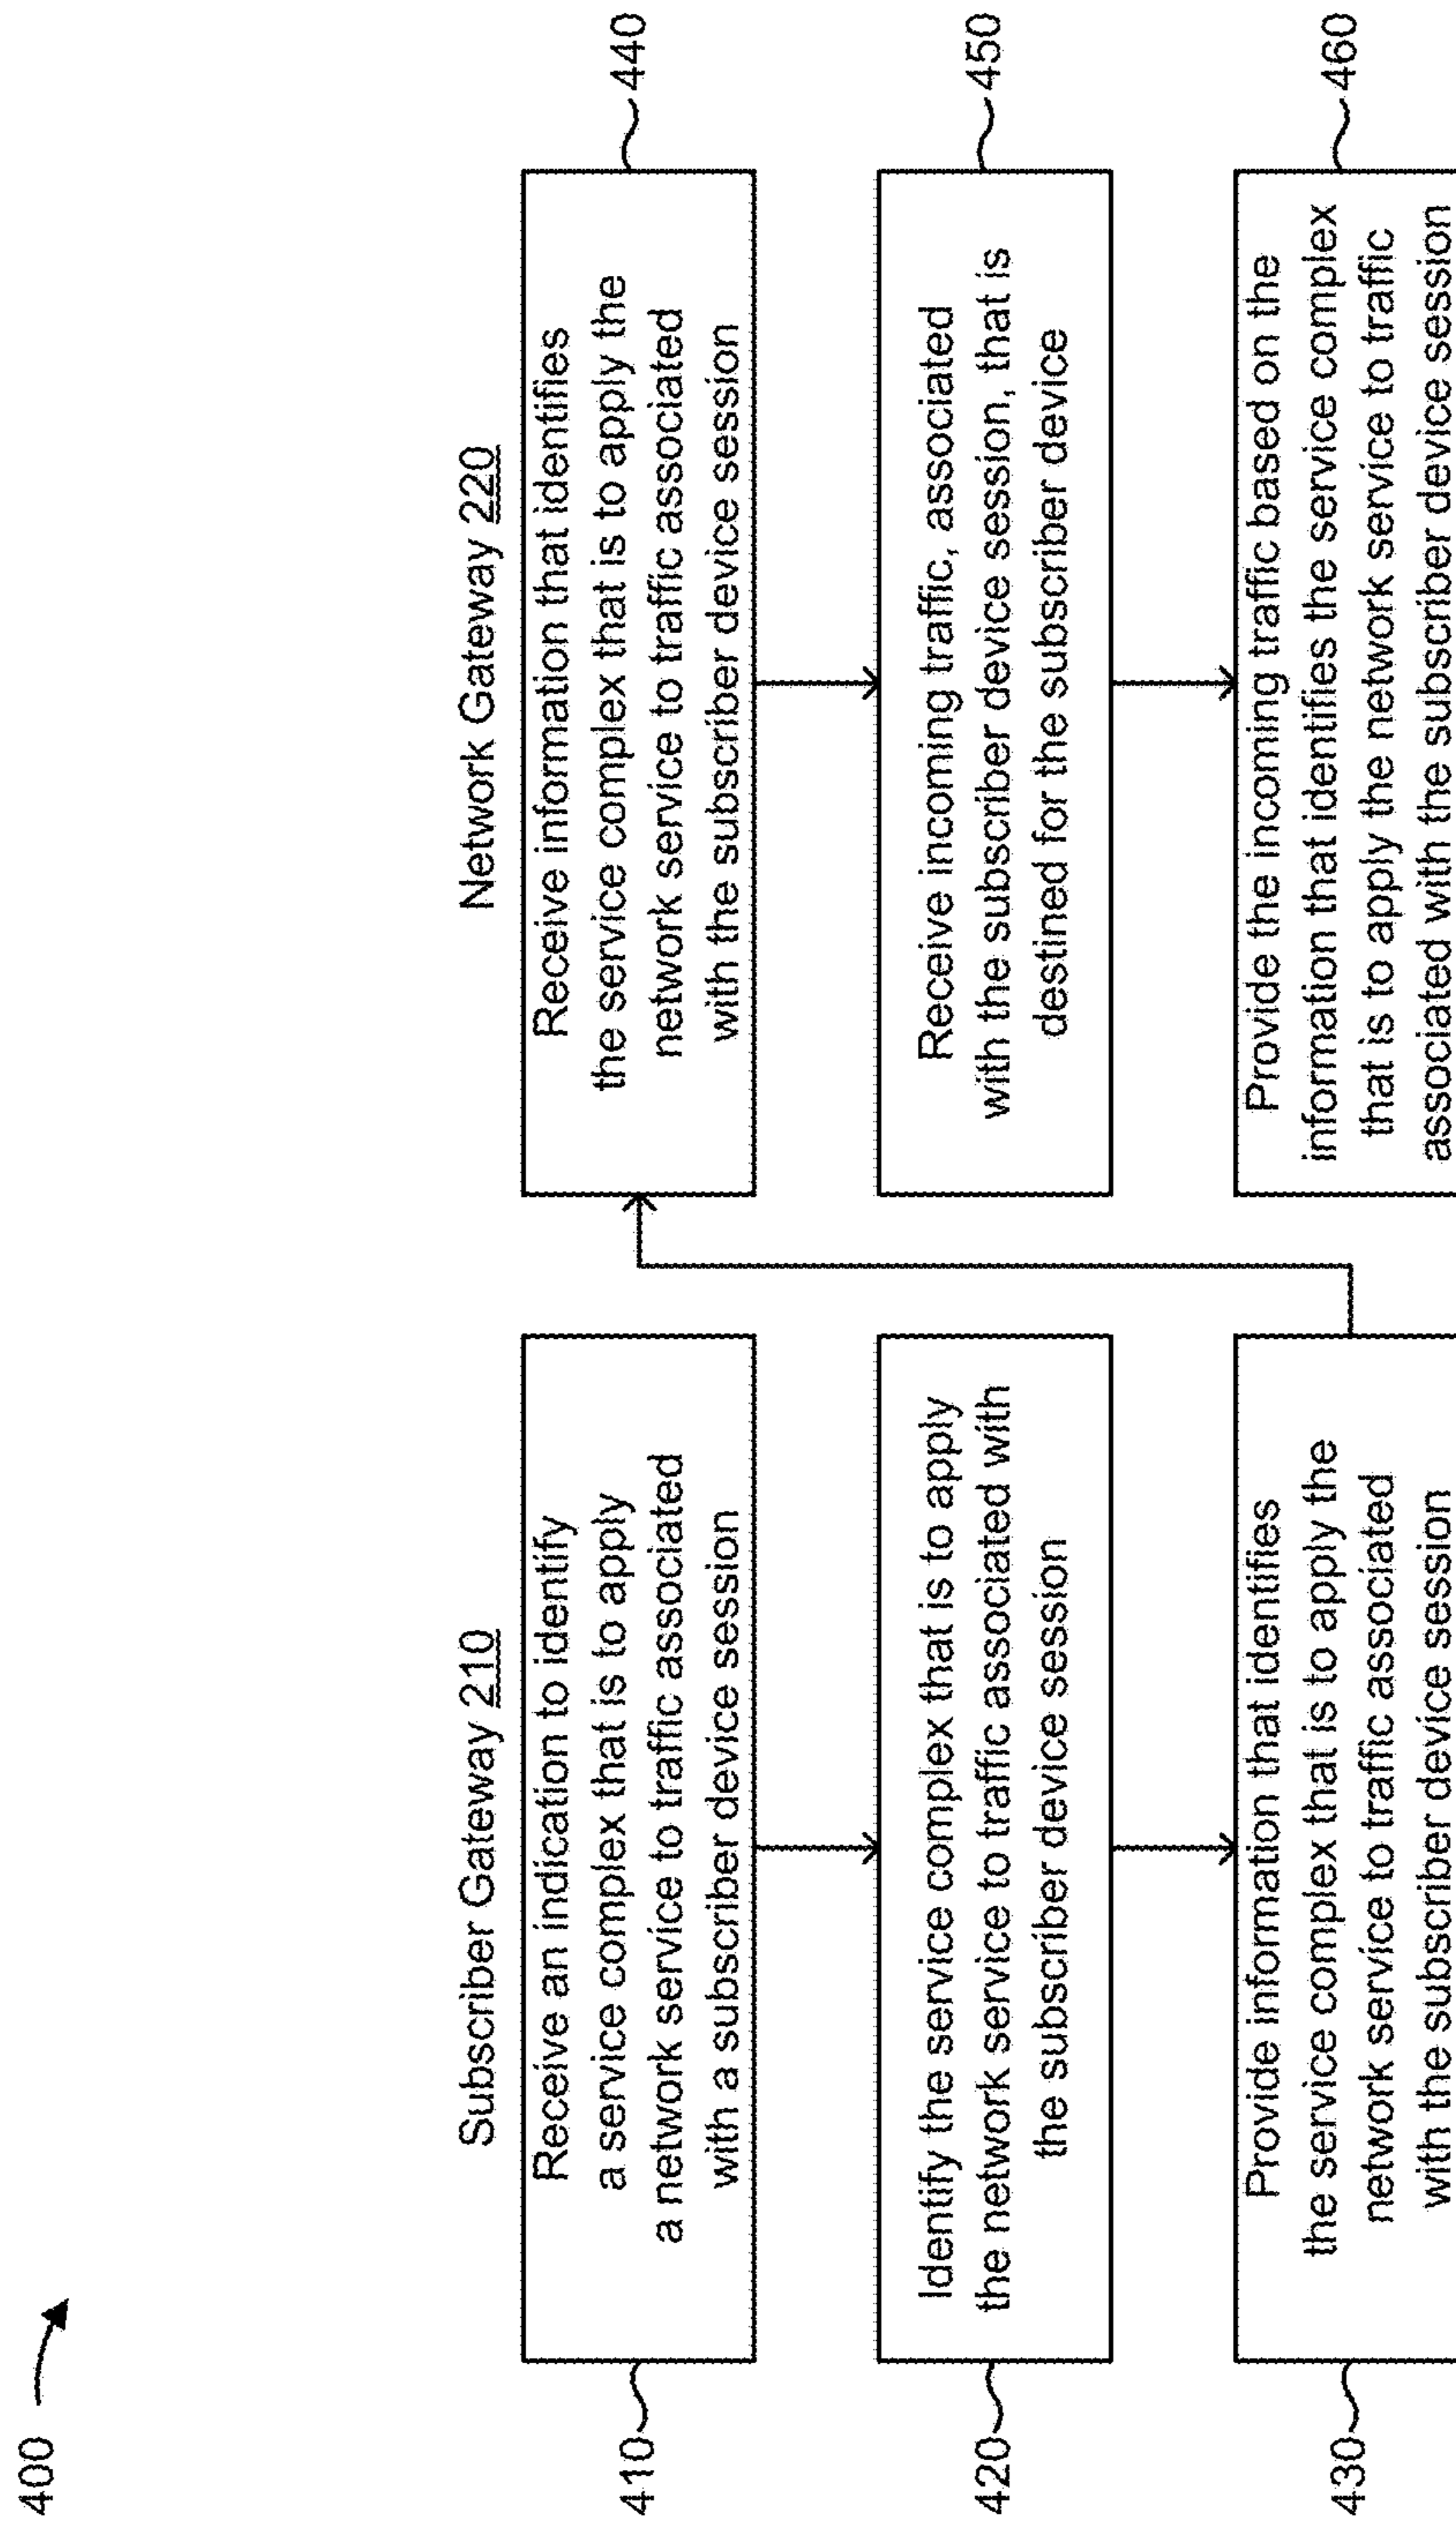 400
Subscriber Gateway 210
410
Receive an indication to identify
a service complex that is to apply
a network service to traffic associated
with a subscriber device session
420
Identify the service complex that is to apply
the network service to traffic associated with
the subscriber device session
430
Provide information that identifies
the service complex that is to apply the
network service to traffic associated
with the subscriber device session
Network Gateway 220
Receive information that identifies
the service complex that is to apply the
network service to traffic associated
with the subscriber device session
440
Receive incoming traffic, associated
with the subscriber device session, that is
destined for the subscriber device
450
Provide the incoming traffic based on the
information that identifies the service complex
that is to apply the network service to traffic
associated with the subscriber device session
460